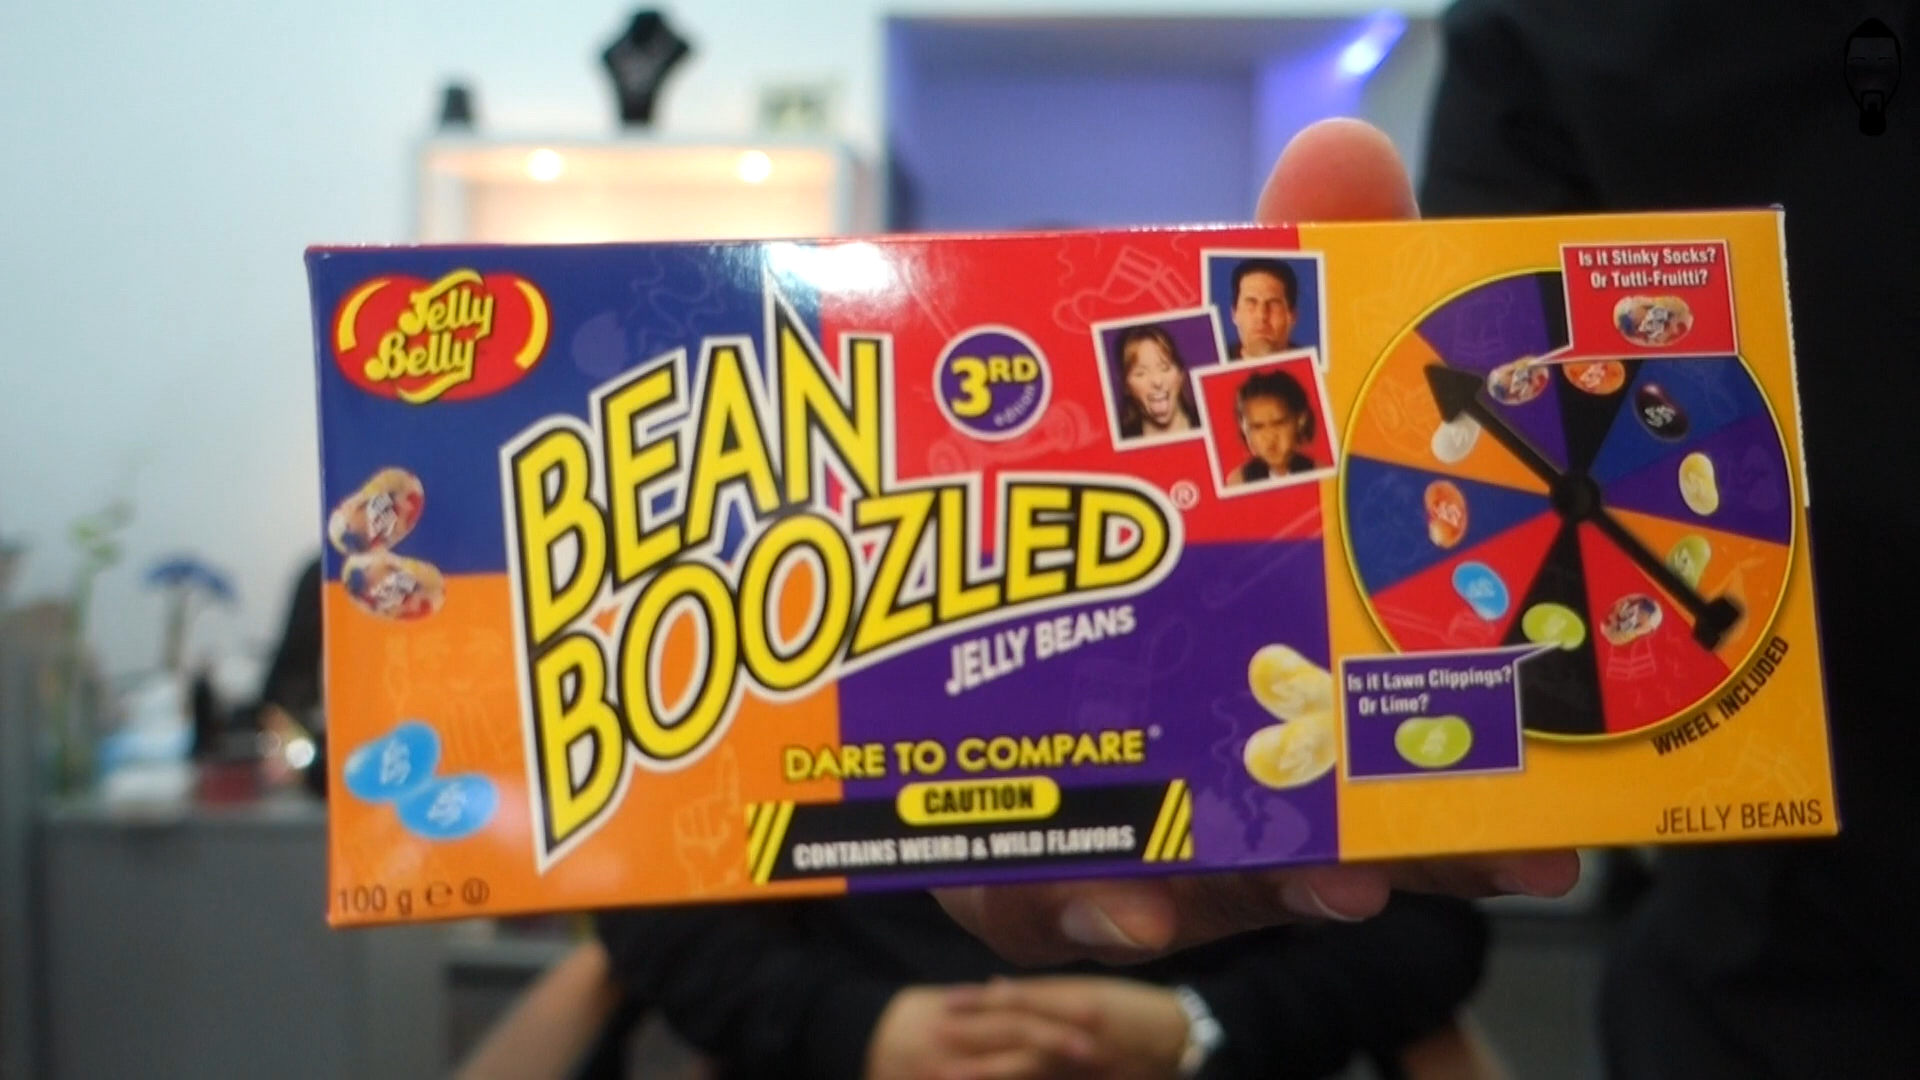 Jelly
Belly
BEAN
BOOZLED®
JELLY BEANS
3RD
edition
DARE TO COMPARE®
CAUTION
CONTAINS WEIRD & WILD FLAVORS
100 g ℮ Ⓤ
Is it Stinky Socks?
Or Tutti-Fruitti?
Is it Lawn Clippings?
Or Lime?
WHEEL INCLUDED
JELLY BEANS